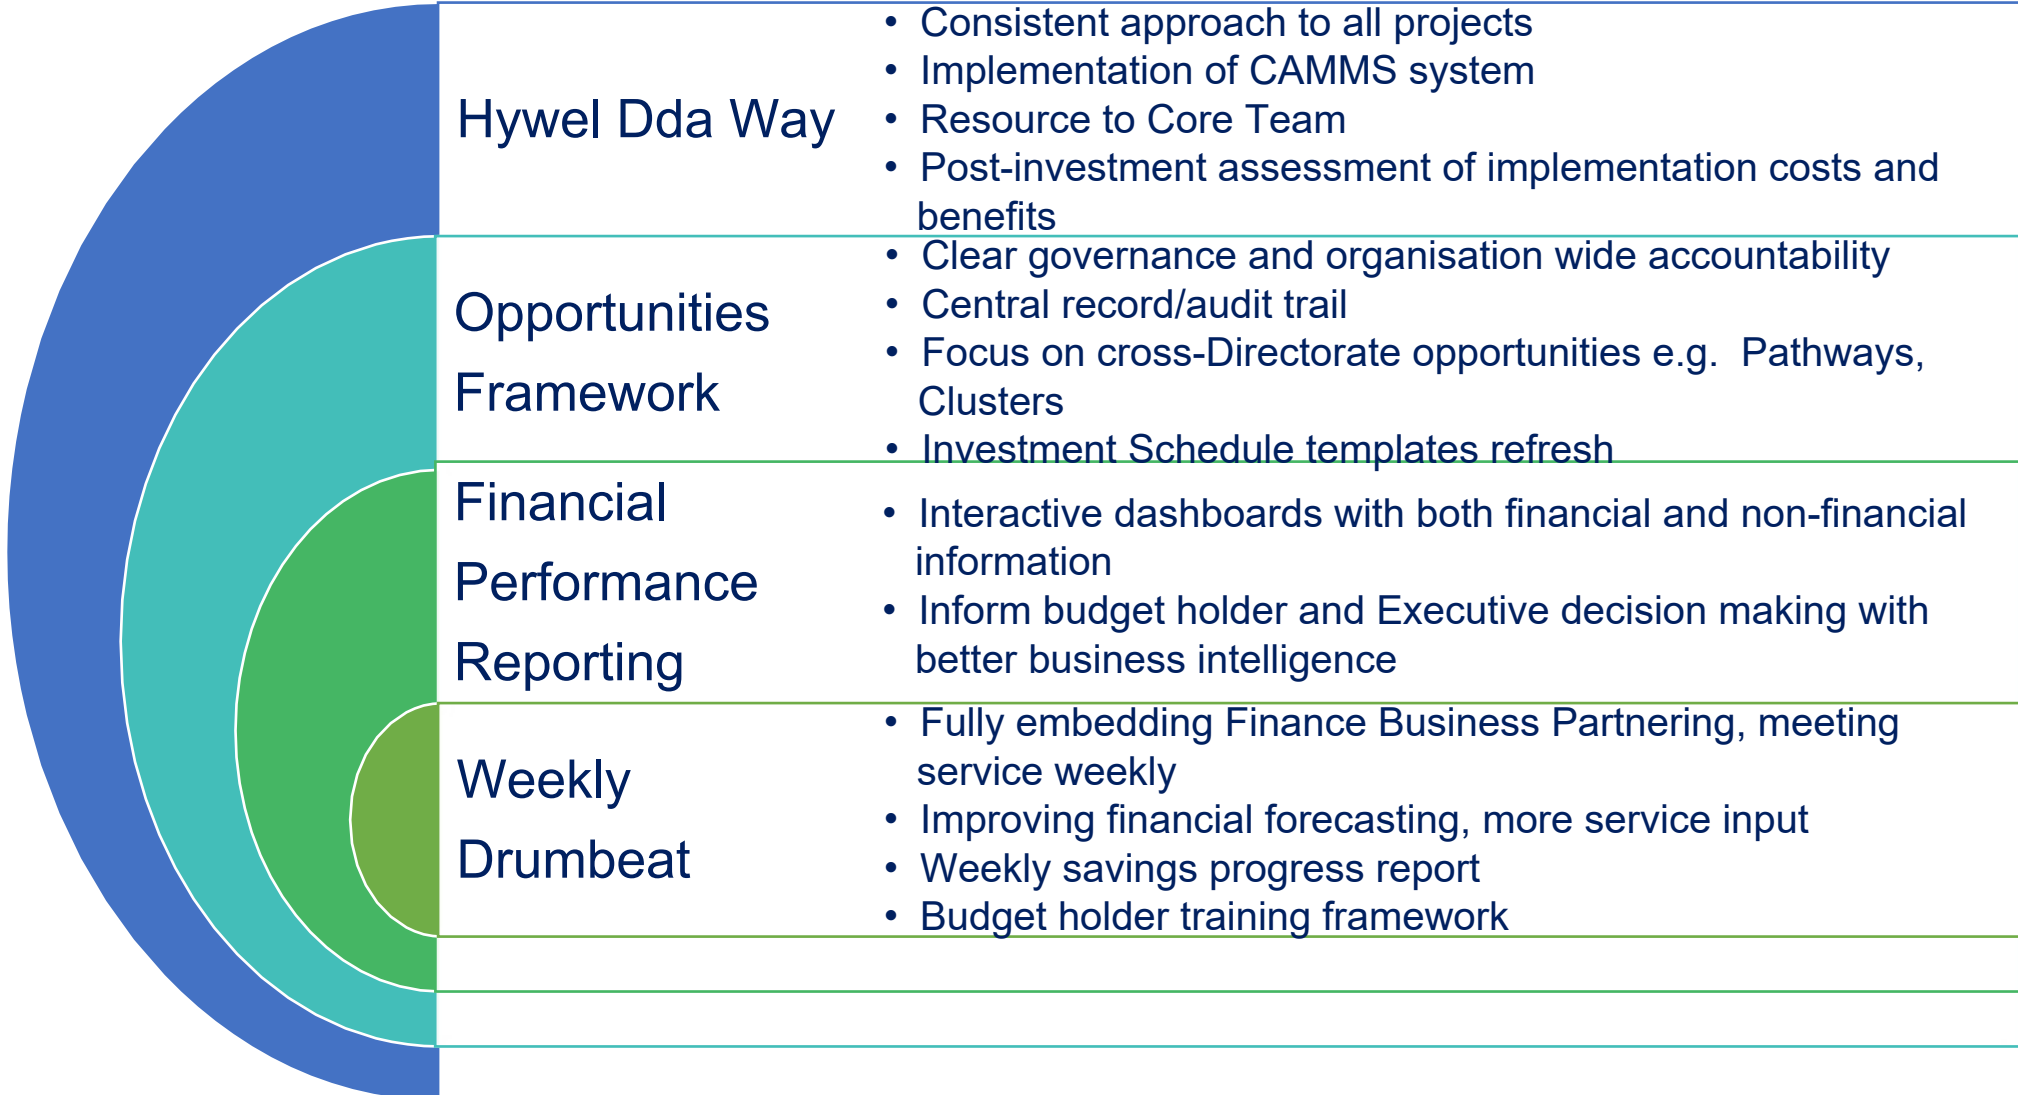 Hywel Dda Way
• Consistent approach to all projects
• Implementation of CAMMS system
• Resource to Core Team
• Post-investment assessment of implementation costs and
benefits
Opportunities
Framework
• Clear governance and organisation wide accountability
• Central record/audit trail
• Focus on cross-Directorate opportunities e.g.  Pathways,
Clusters
• Investment Schedule templates refresh
Financial
Performance
Reporting
• Interactive dashboards with both financial and non-financial
information
• Inform budget holder and Executive decision making with
better business intelligence
Weekly
Drumbeat
• Fully embedding Finance Business Partnering, meeting
service weekly
• Improving financial forecasting, more service input
• Weekly savings progress report
• Budget holder training framework